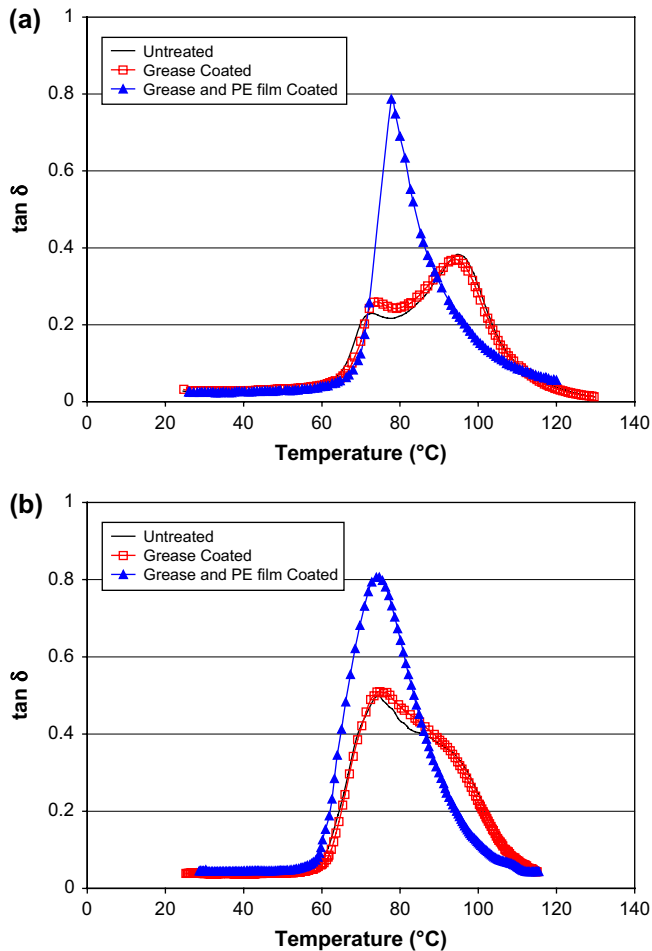 (a)
1
0.8
0.6
0.4
0.2
0
tan δ
Untreated
Grease Coated
Grease and PE film Coated
0 20 40 60 80 100 120 140
Temperature (°C)
(b)
1
0.8
0.6
0.4
0.2
0
tan δ
Untreated
Grease Coated
Grease and PE film Coated
0 20 40 60 80 100 120 140
Temperature (°C)